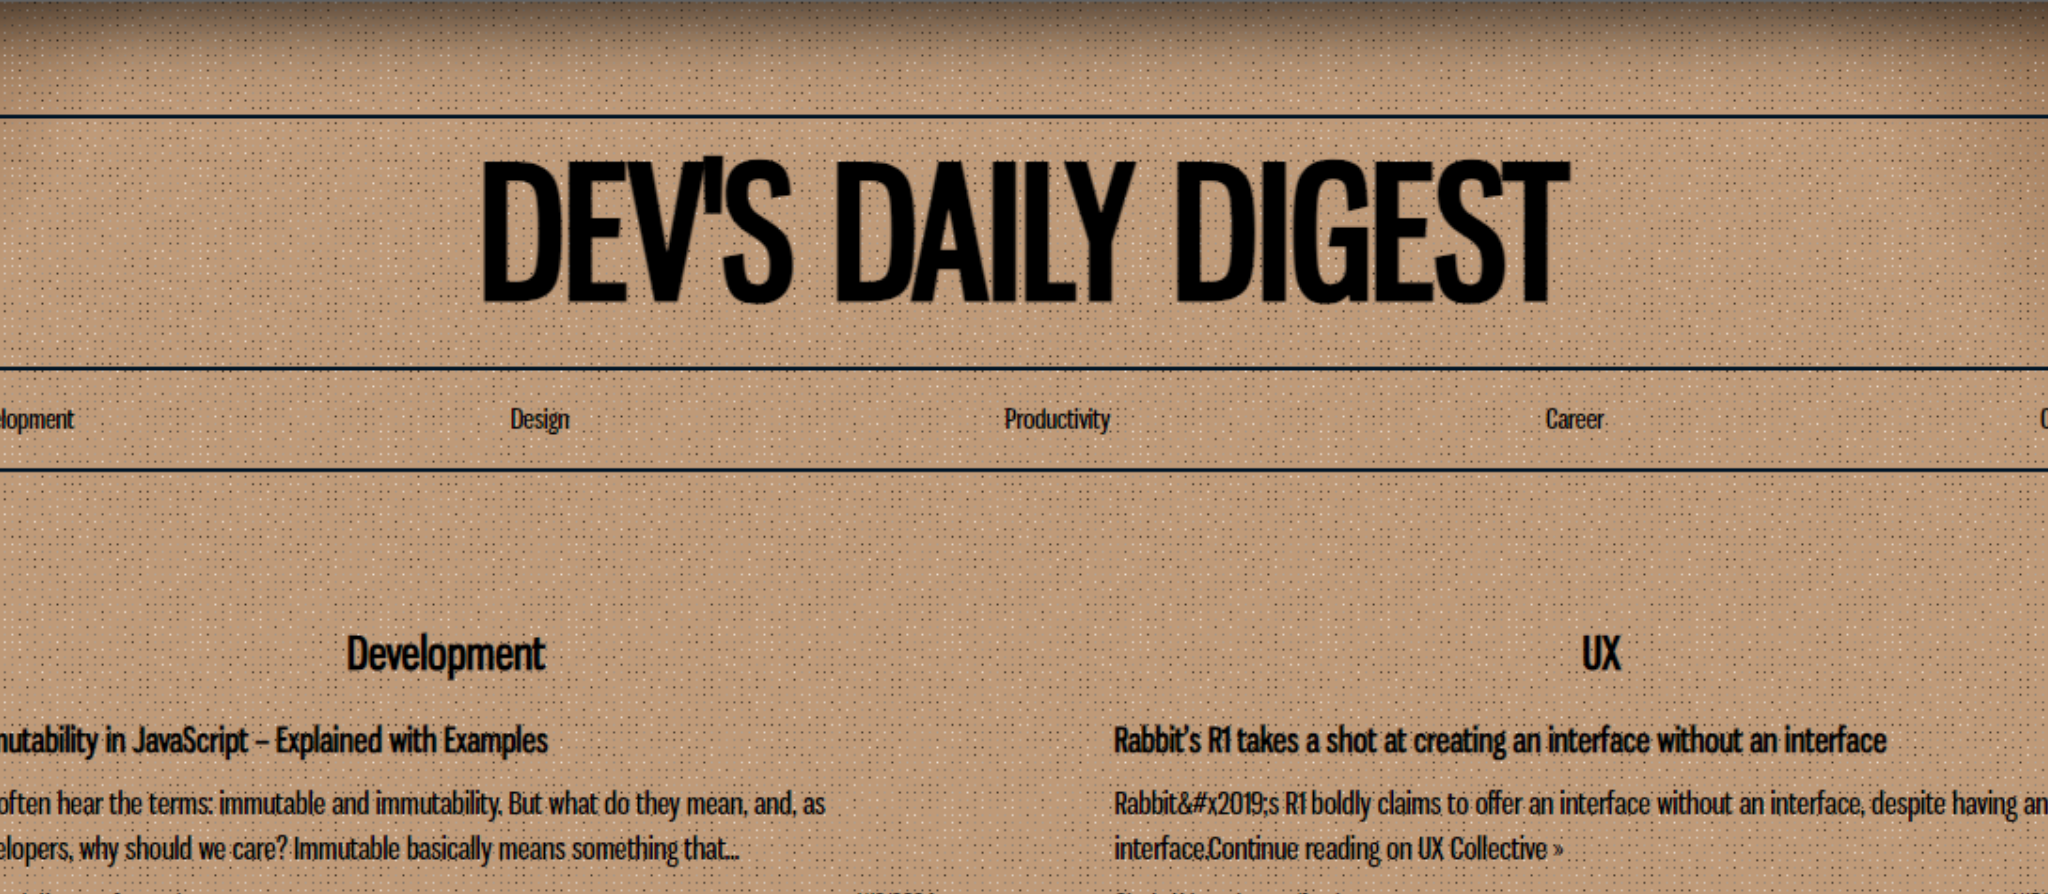 DEV'S DAILY DIGEST
lopment Design Productivity Career
Development
UX
utability in JavaScript – Explained with Examples
often hear the terms: immutable and immutability. But what do they mean, and, as
elopers, why should we care? Immutable basically means something that...
Rabbit’s R1 takes a shot at creating an interface without an interface
Rabbit&#x2019;s R1 boldly claims to offer an interface without an interface, despite having an
interface.Continue reading on UX Collective »